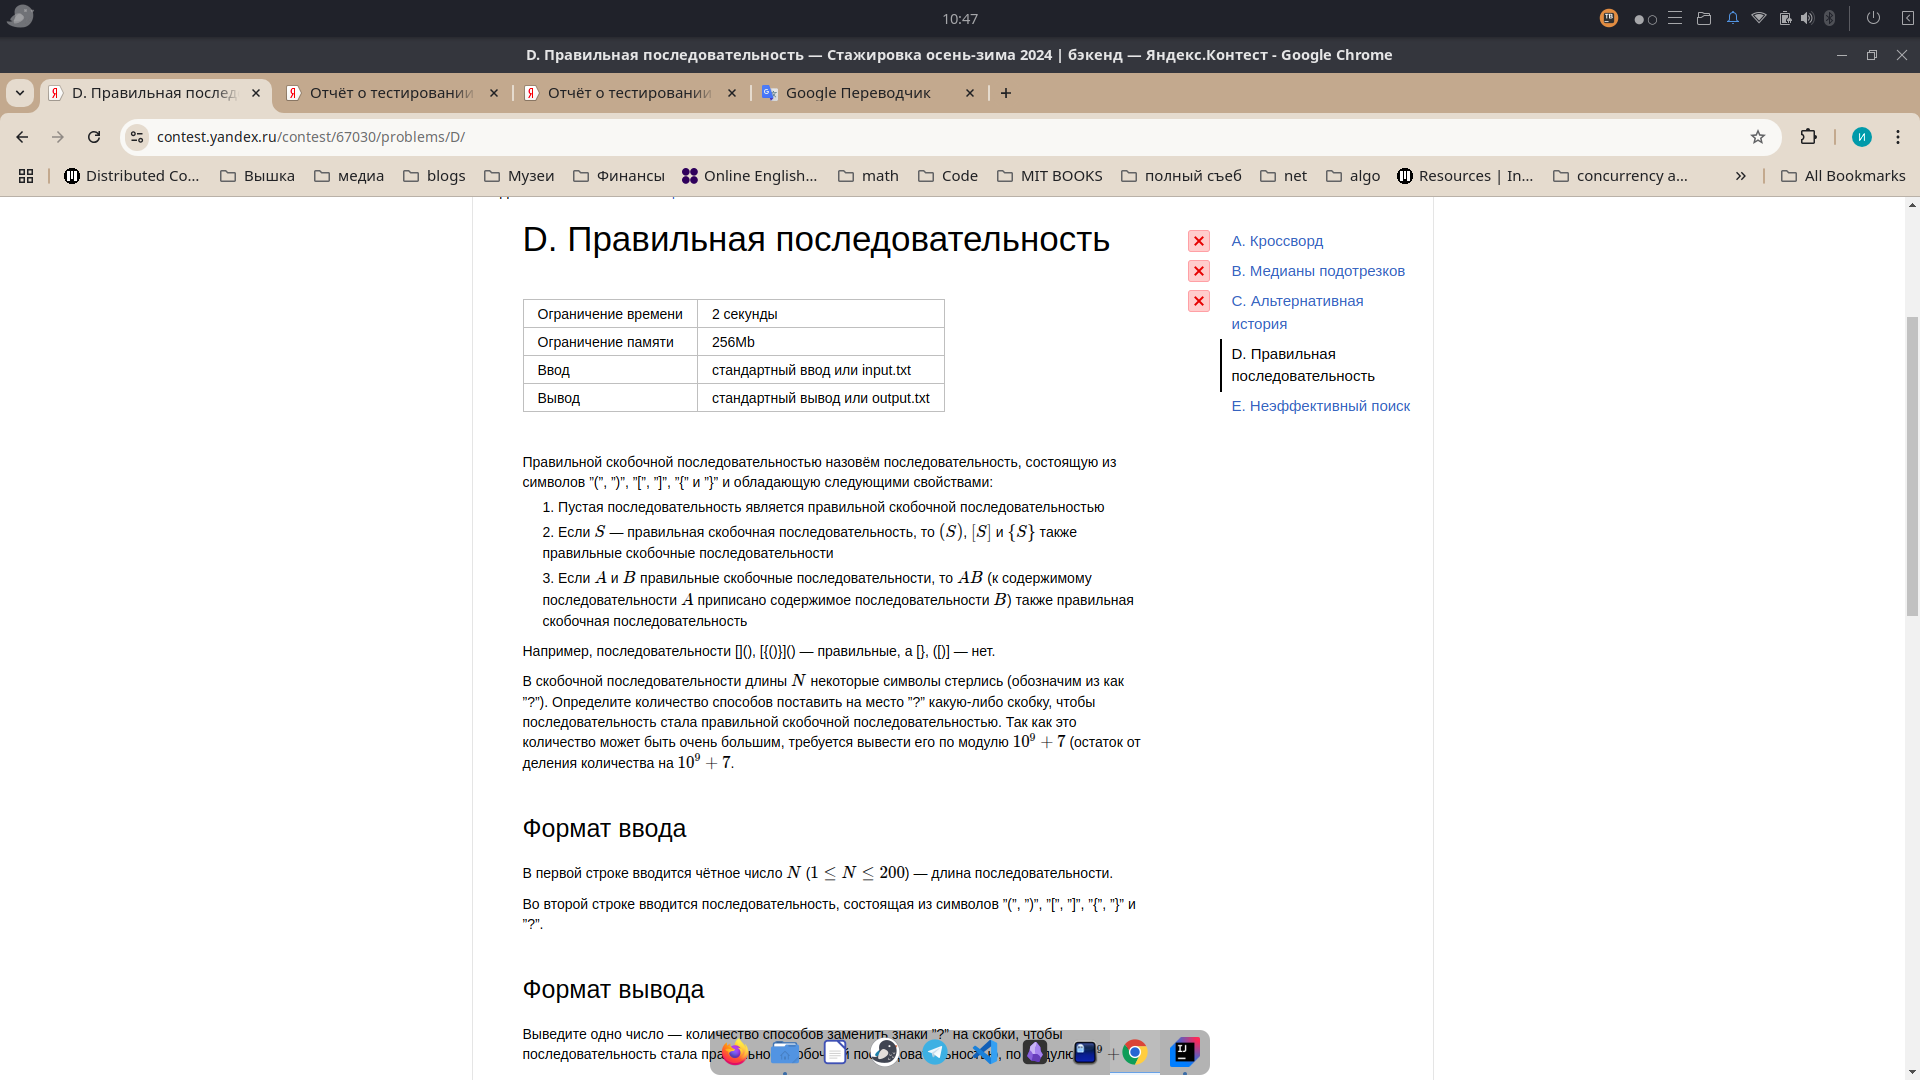 10:47
D. Правильная последовательность — Стажировка осень-зима 2024 | бэкенд — Яндекс.Контест - Google Chrome
D. Правильная послед
Отчёт о тестировании
Отчёт о тестировании
Google Переводчик
contest.yandex.ru/contest/67030/problems/D/
И
Distributed Co...
Вышка
медиа
blogs
Музеи
Финансы
Online English...
math
Code
MIT BOOKS
полный съеб
net
algo
Resources | In...
concurrency a...
All Bookmarks
D. Правильная последовательность
Ограничение времени 2 секунды
Ограничение памяти 256Mb
Ввод стандартный ввод или input.txt
Вывод стандартный вывод или output.txt
Правильной скобочной последовательностью назовём последовательность, состоящую из
символов ”(”, ”)”, ”[”, ”]”, ”{” и ”}” и обладающую следующими свойствами:
1. Пустая последовательность является правильной скобочной последовательностью
2. Если S — правильная скобочная последовательность, то (S), [S] и {S} также
правильные скобочные последовательности
3. Если A и B правильные скобочные последовательности, то AB (к содержимому
последовательности A приписано содержимое последовательности B) также правильная
скобочная последовательность
Например, последовательности [](), [{()}]() — правильные, а [}, ([)] — нет.
В скобочной последовательности длины N некоторые символы стерлись (обозначим из как
”?”). Определите количество способов поставить на место ”?” какую-либо скобку, чтобы
последовательность стала правильной скобочной последовательностью. Так как это
количество может быть очень большим, требуется вывести его по модулю 10⁹ + 7 (остаток от
деления количества на 10⁹ + 7.
Формат ввода
В первой строке вводится чётное число N (1 ≤ N ≤ 200) — длина последовательности.
Во второй строке вводится последовательность, состоящая из символов ”(”, ”)”, ”[”, ”]”, ”{”, ”}” и
”?”.
Формат вывода
Выведите одно число — количество способов заменить знаки ”?” на скобки, чтобы
последовательность стала по
A. Кроссворд
B. Медианы подотрезков
C. Альтернативная
история
D. Правильная
последовательность
E. Неэффективный поиск